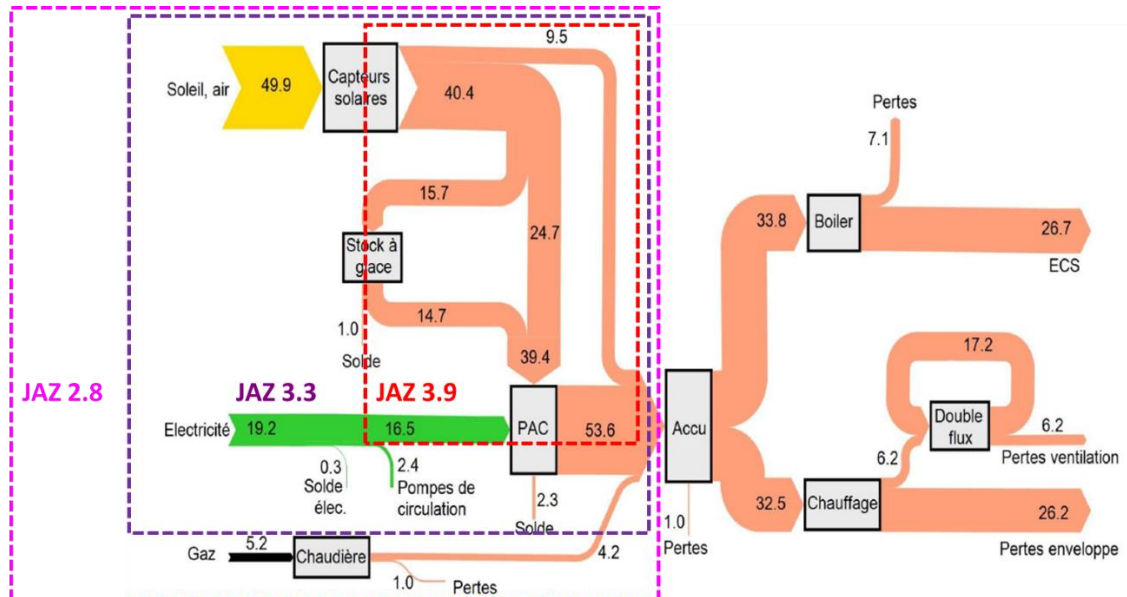 9.5
Soleil, air
49.9
Capteurs
solaires
40.4
Pertes
7.1
15.7
33.8
Boiler
26.7
ECS
Stock à
glace
24.7
14.7
1.0
Solde
39.4
17.2
JAZ 2.8
JAZ 3.3
JAZ 3.9
Electricité
19.2
16.5
PAC
53.6
Accu
Double
flux
6.2
Pertes ventilation
6.2
0.3
Solde
élec.
2.4
Pompes de
circulation
2.3
Solde
32.5
Chauffage
26.2
Pertes enveloppe
1.0
Pertes
Gaz
5.2
Chaudière
4.2
1.0
Pertes